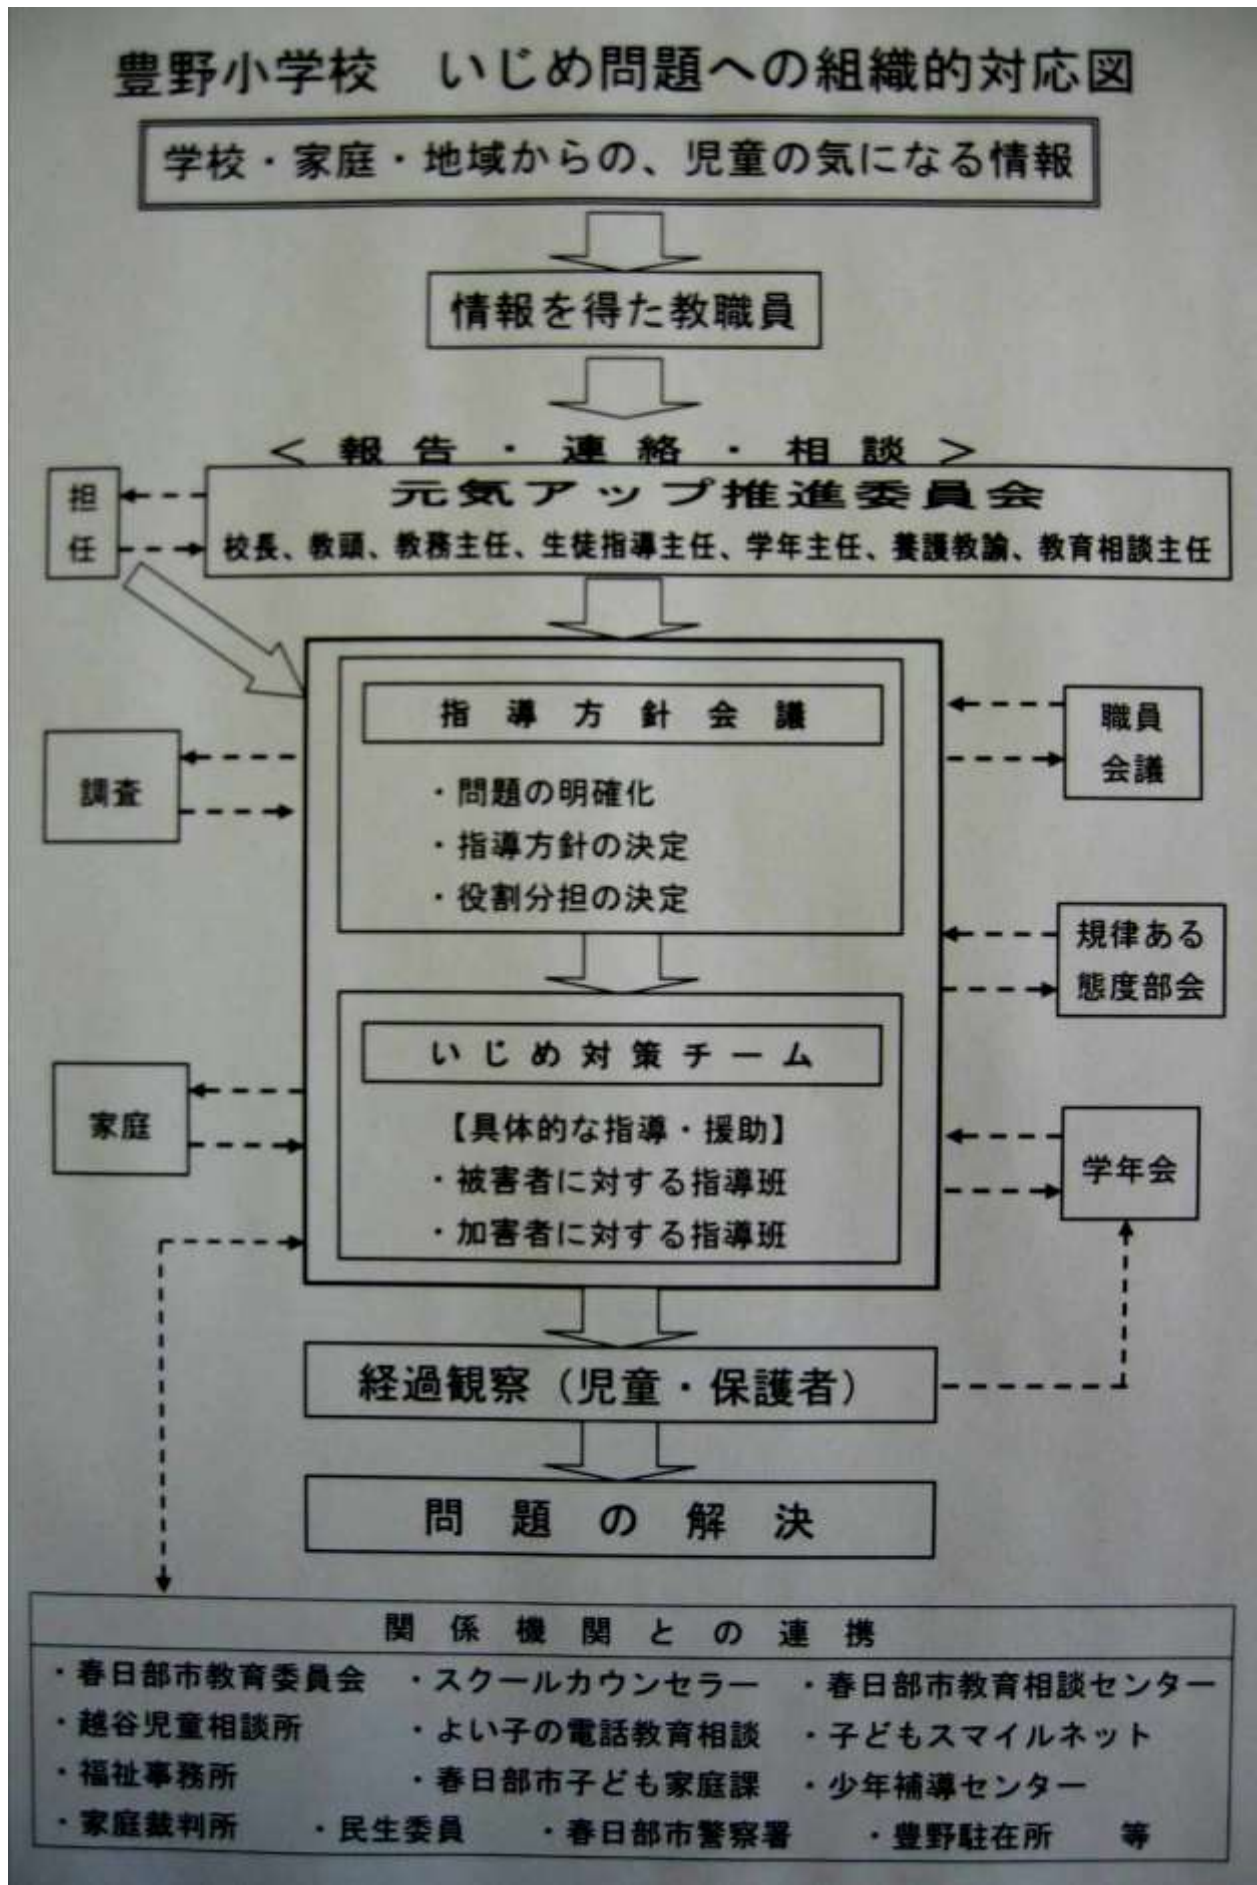 豊野小学校 いじめ問題への組織的対応図
学校・家庭・地域からの、児童の気になる情報
情報を得た教職員
＜報告・連絡・相談＞
担任
元気アップ推進委員会
校長、教頭、教務主任、生徒指導主任、学年主任、養護教諭、教育相談主任
指導方針会議
・問題の明確化
・指導方針の決定
・役割分担の決定
職員
会議
調査
規律ある
態度部会
いじめ対策チーム
【具体的な指導・援助】
・被害者に対する指導班
・加害者に対する指導班
家庭
学年会
経過観察（児童・保護者）
問題の解決
関係機関との連携
・春日部市教育委員会 ・スクールカウンセラー ・春日部市教育相談センター
・越谷児童相談所 ・よい子の電話教育相談 ・子どもスマイルネット
・福祉事務所 ・春日部市子ども家庭課 ・少年補導センター
・家庭裁判所 ・民生委員 ・春日部市警察署 ・豊野駐在所 等